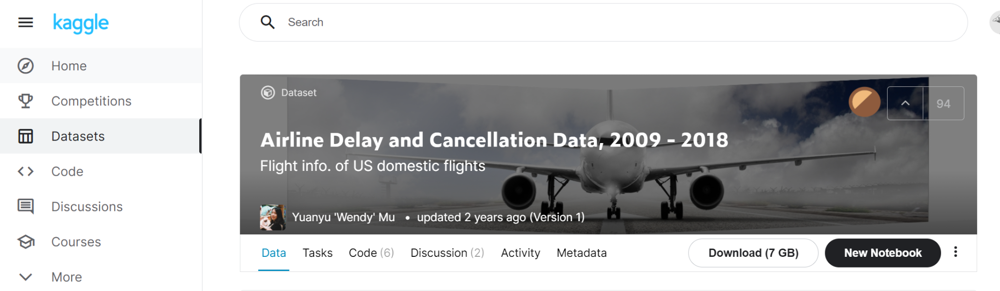 kaggle
Search
Home
Competitions
Datasets
Code
Discussions
Courses
More
Dataset
94
Airline Delay and Cancellation Data, 2009 - 2018
Flight info. of US domestic flights
Yuanyu 'Wendy' Mu • updated 2 years ago (Version 1)
Data Tasks Code (6) Discussion (2) Activity Metadata Download (7 GB) New Notebook